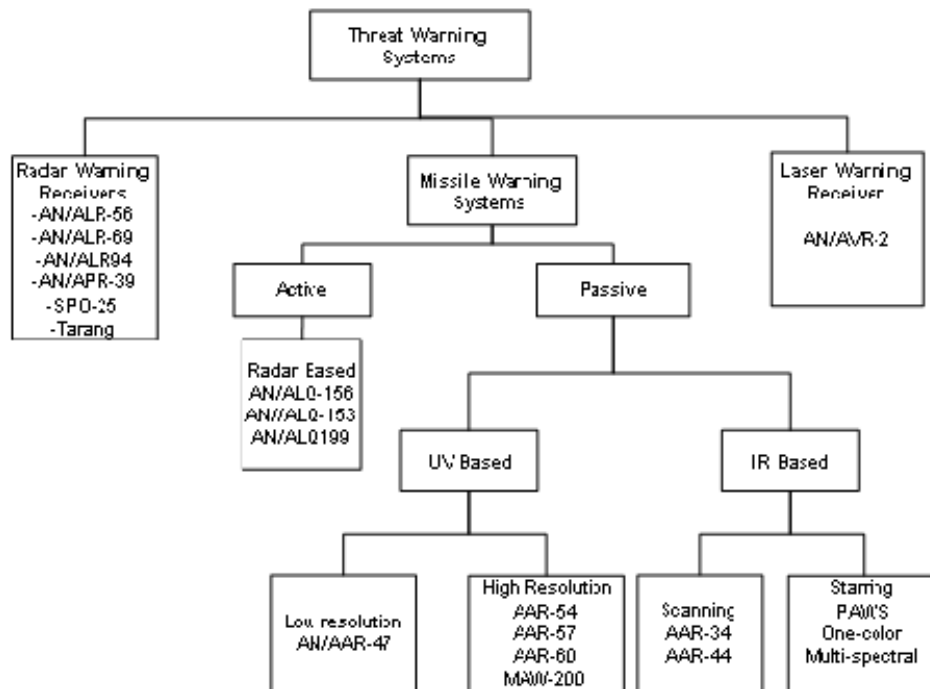 Threat Warning
Systems
Radar Warning
Receivers
-AN/ALR-56
-AN/ALR-69
-AN/ALR94
-AN/APR-39
-SPO-25
-Tarang
Missile Warning
Systems
Laser Warning
Receiver
AN/AVR-2
Active
Passive
Radar Based
AN/ALQ-156
AN//ALQ-153
AN/ALQ199
UV Based
IR Based
Low resolution
AN/AAR-47
High Resolution
AAR-54
AAR-57
AAR-60
MAW-200
Scanning
AAR-34
AAR-44
Starring
PAWS
One-color
Multi-spectral